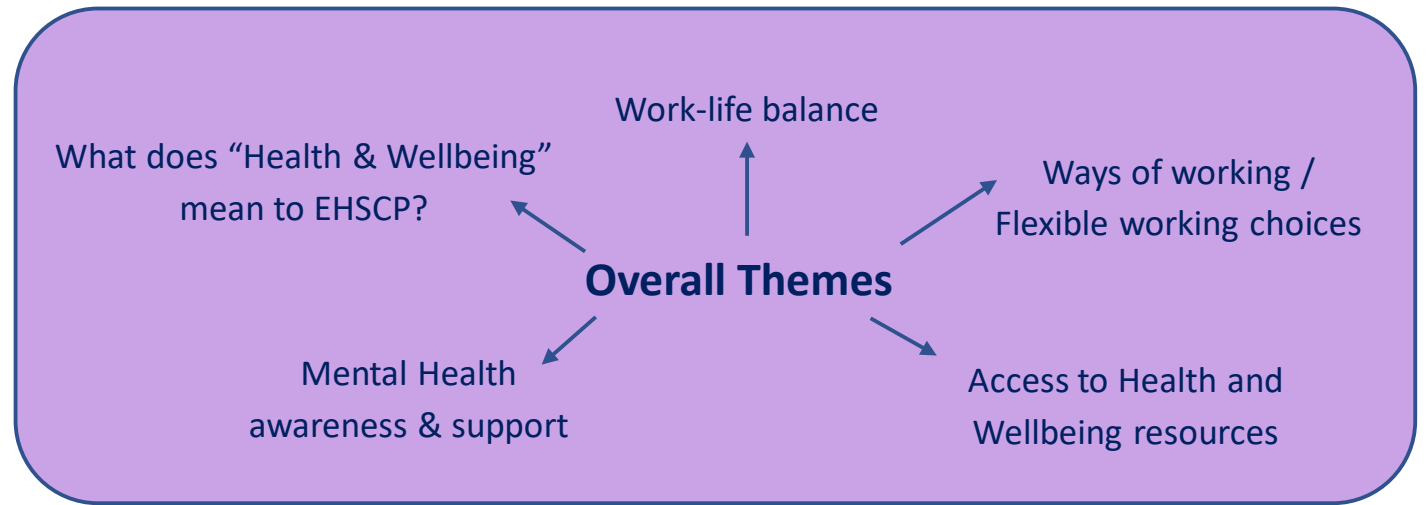 Work-life balance
What does “Health & Wellbeing”
mean to EHSCP?
Ways of working /
Flexible working choices
Overall Themes
Mental Health
awareness & support
Access to Health and
Wellbeing resources